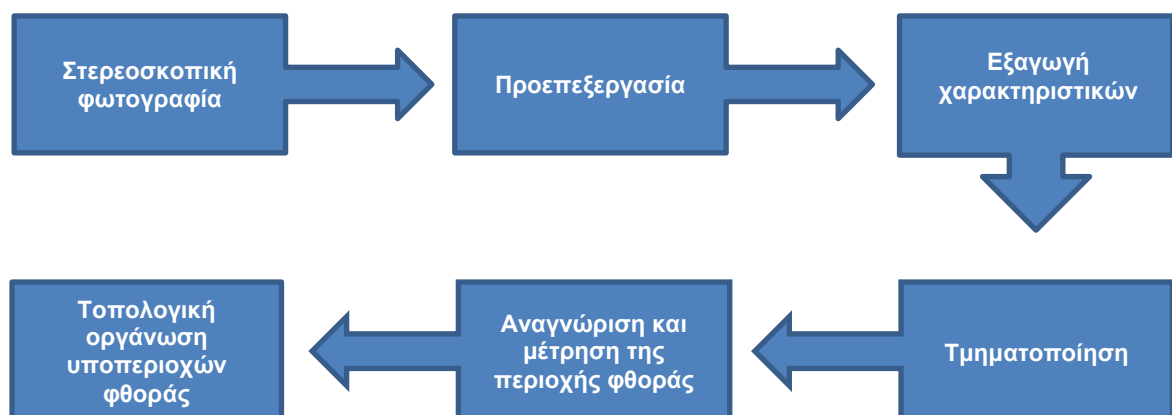 Στερεοσκοπική
φωτογραφία
Προεπεξεργασία
Εξαγωγή
χαρακτηριστικών
Τμηματοποίηση
Αναγνώριση και
μέτρηση της
περιοχής φθοράς
Τοπολογική
οργάνωση
υποπεριοχών
φθοράς